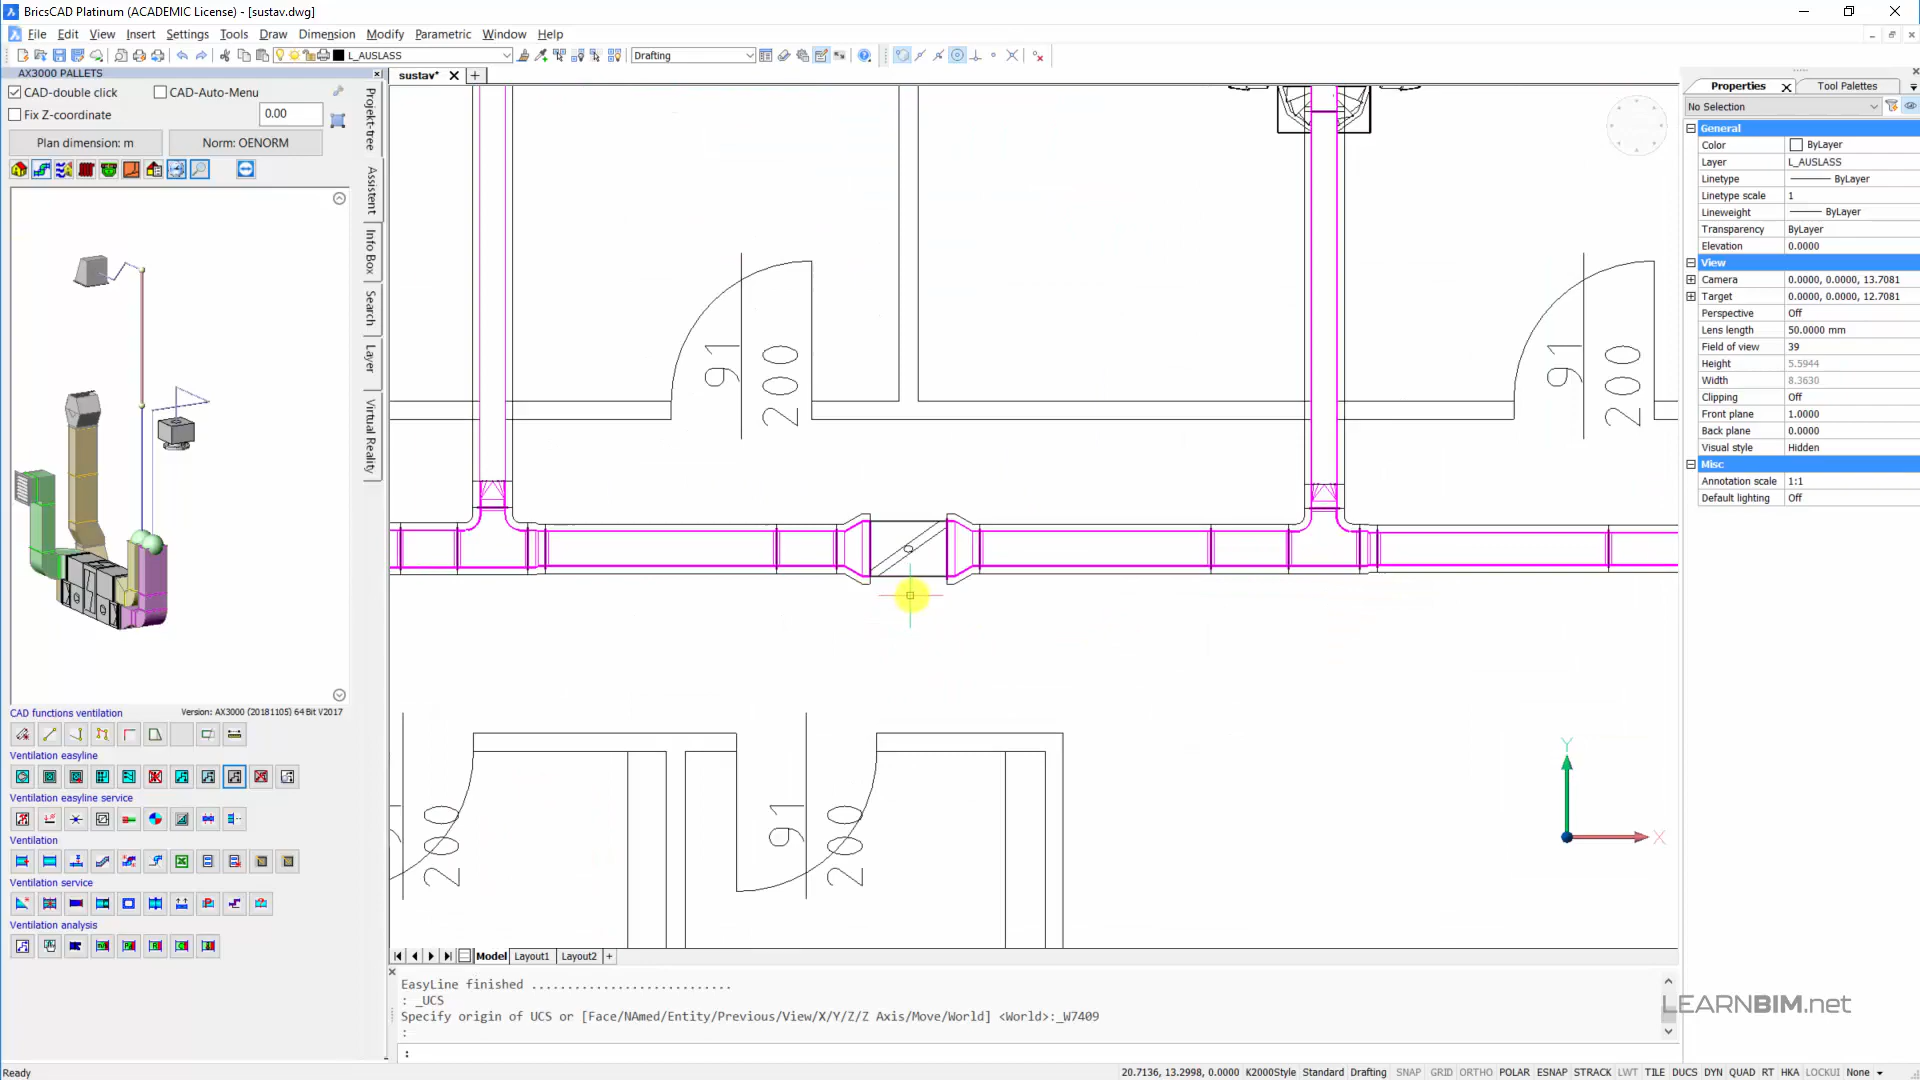 BricsCAD Platinum (ACADEMIC License) - [sustav.dwg]
File Edit View Insert Settings Tools Draw Dimension Modify Parametric Window Help
L_AUSLASS
Drafting
AX3000 PALLETS
CAD-double click
CAD-Auto-Menu
Fix Z-coordinate
0.00
Plan dimension: m
Norm: OENORM
Projekt-tree
Assistent
Info Box
Search
Layer
Virtual Reality
sustav*
91
200
91
200
200
91
200
Y
X
CAD functions ventilation
Version: AX3000 (20181105) 64Bit V2017
Ventilation easyline
Ventilation easyline service
Ventilation
Ventilation service
Ventilation analysis
Model Layout1 Layout2 +
EasyLine finished ............................
: _UCS
Specify origin of UCS or [Face/NAmed/Entity/Previous/View/X/Y/Z/Z Axis/Move/World] <World>:_W7409
:
:
Properties
Tool Palettes
No Selection
General
Color ByLayer
Layer L_AUSLASS
Linetype ByLayer
Linetype scale 1
Lineweight ByLayer
Transparency ByLayer
Elevation 0.0000
View
Camera 0.0000, 0.0000, 13.7081
Target 0.0000, 0.0000, 12.7081
Perspective Off
Lens length 50.0000 mm
Field of view 39
Height 5.5944
Width 8.3630
Clipping Off
Front plane 1.0000
Back plane 0.0000
Visual style Hidden
Misc
Annotation scale 1:1
Default lighting Off
LEARNBIM.net
Ready
20.7136, 13.2998, 0.0000 K2000Style Standard Drafting SNAP GRID ORTHO POLAR ESNAP STRACK LWT TILE DUCS DYN QUAD RT HKA LOCKUI None